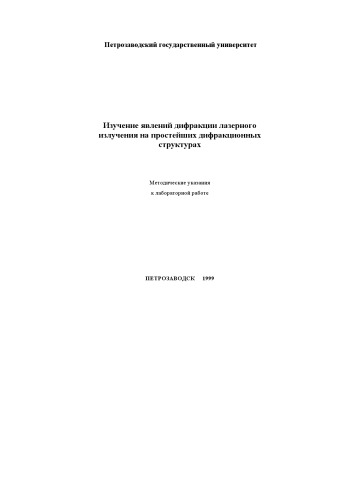 Петрозаводский государственный университет
Изучение явлений дифракции лазерного
излучения на простейших дифракционных
структурах
Методические указания
к лабораторной работе
ПЕТРОЗАВОДСК 1999